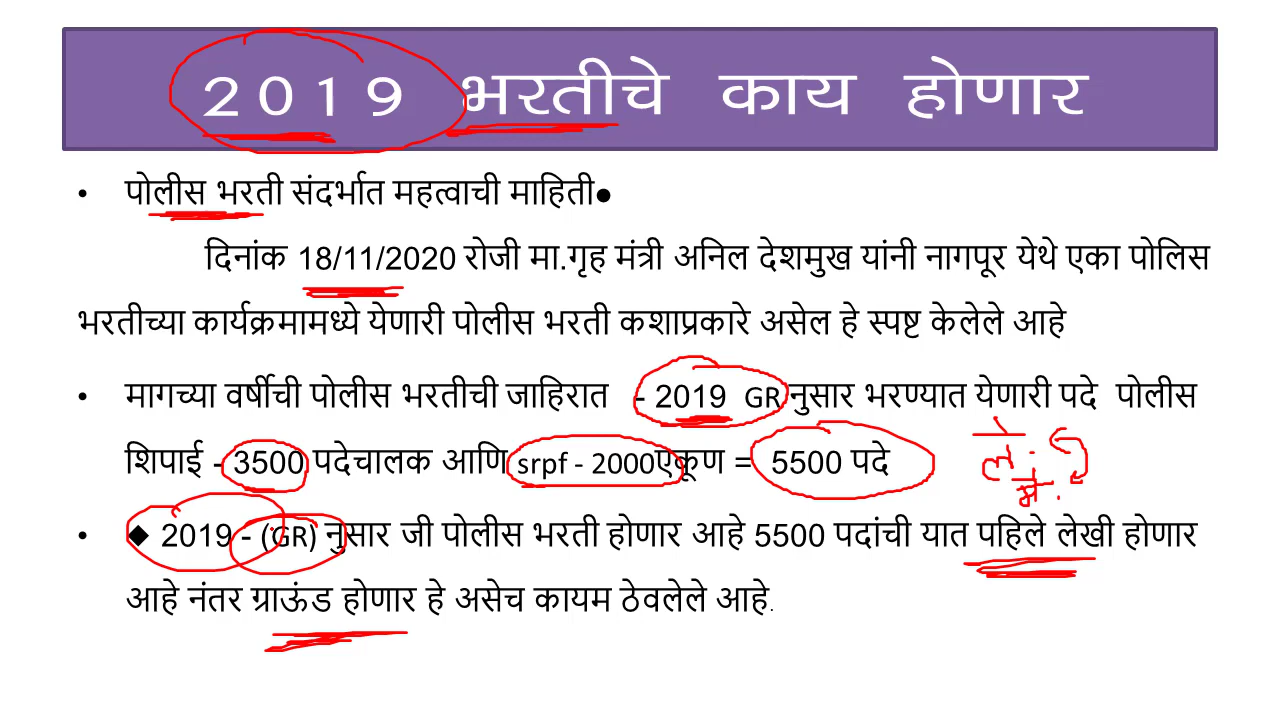 2019 भरतीचे काय होणार
• पोलीस भरती संदर्भात महत्वाची माहिती●
दिनांक 18/11/2020 रोजी मा.गृह मंत्री अनिल देशमुख यांनी नागपूर येथे एका पोलिस
भरतीच्या कार्यक्रमामध्ये येणारी पोलीस भरती कशाप्रकारे असेल हे स्पष्ट केलेले आहे
• मागच्या वर्षीची पोलीस भरतीची जाहिरात - 2019 GR नुसार भरण्यात येणारी पदे पोलीस
शिपाई - 3500 पदेचालक आणि srpf - 2000एकूण = 5500 पदे
• ◆ 2019 - (GR) नुसार जी पोलीस भरती होणार आहे 5500 पदांची यात पहिले लेखी होणार
आहे नंतर ग्राऊंड होणार हे असेच कायम ठेवलेले आहे.